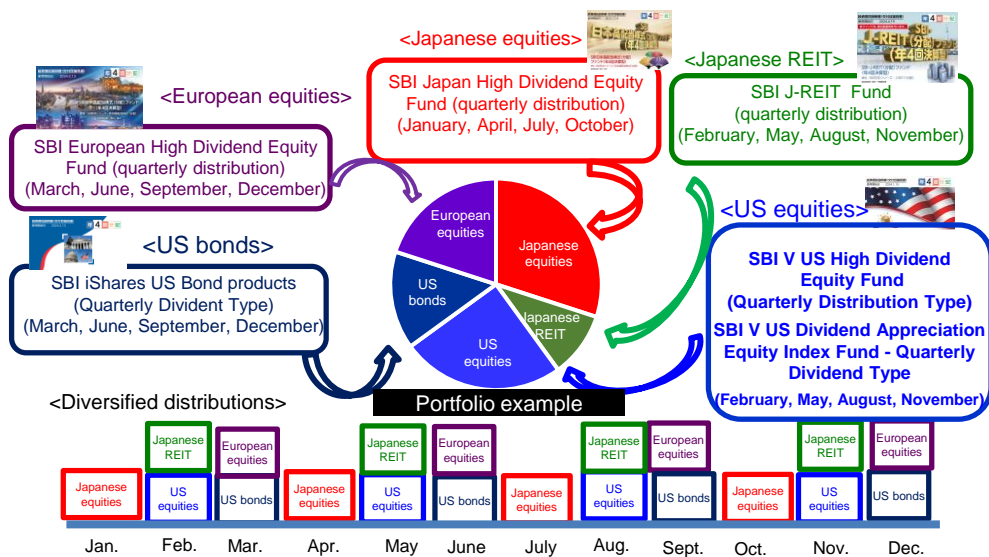 <Japanese equities>
SBI Japan High Dividend Equity
Fund (quarterly distribution)
(January, April, July, October)
<Japanese REIT>
SBI J-REIT Fund
(quarterly distribution)
(February, May, August, November)
<European equities>
SBI European High Dividend Equity
Fund (quarterly distribution)
(March, June, September, December)
<US bonds>
SBI iShares US Bond products
(Quarterly Divident Type)
(March, June, September, December)
<US equities>
SBI V US High Dividend
Equity Fund
(Quarterly Distribution Type)
SBI V US Dividend Appreciation
Equity Index Fund - Quarterly
Dividend Type
(February, May, August, November)
European
equities
Japanese
equities
US
bonds
Japanese
REIT
US
equities
Portfolio example
<Diversified distributions>
Japanese
REIT
European
equities
Japanese
REIT
European
equities
Japanese
REIT
European
equities
Japanese
REIT
European
equities
Japanese
equities
US
equities
US bonds
Japanese
equities
US
equities
US bonds
Japanese
equities
US
equities
US bonds
Japanese
equities
US
equities
US bonds
Jan.
Feb.
Mar.
Apr.
May
June
July
Aug.
Sept.
Oct.
Nov.
Dec.